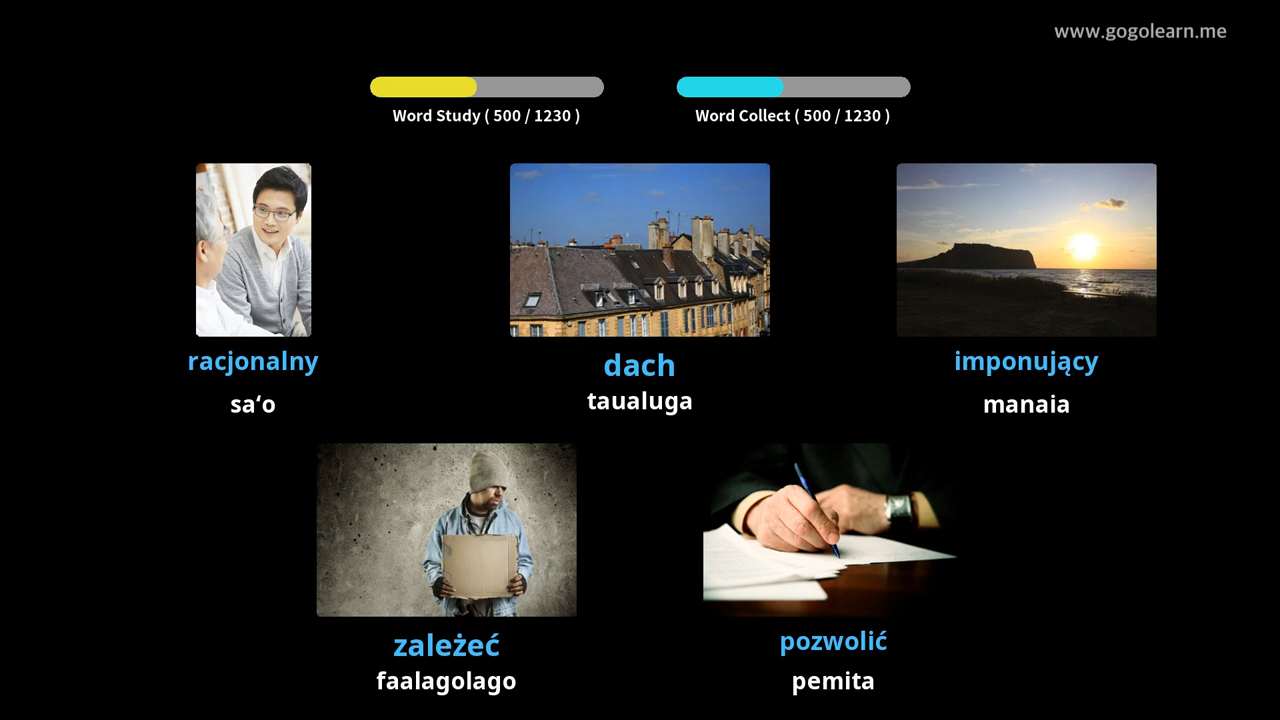 www.gogolearn.me
Word Study ( 500 / 1230 )
Word Collect ( 500 / 1230 )
racjonalny
saʻo
dach
taualuga
imponujący
manaia
zależeć
faalagolago
pozwolić
pemita